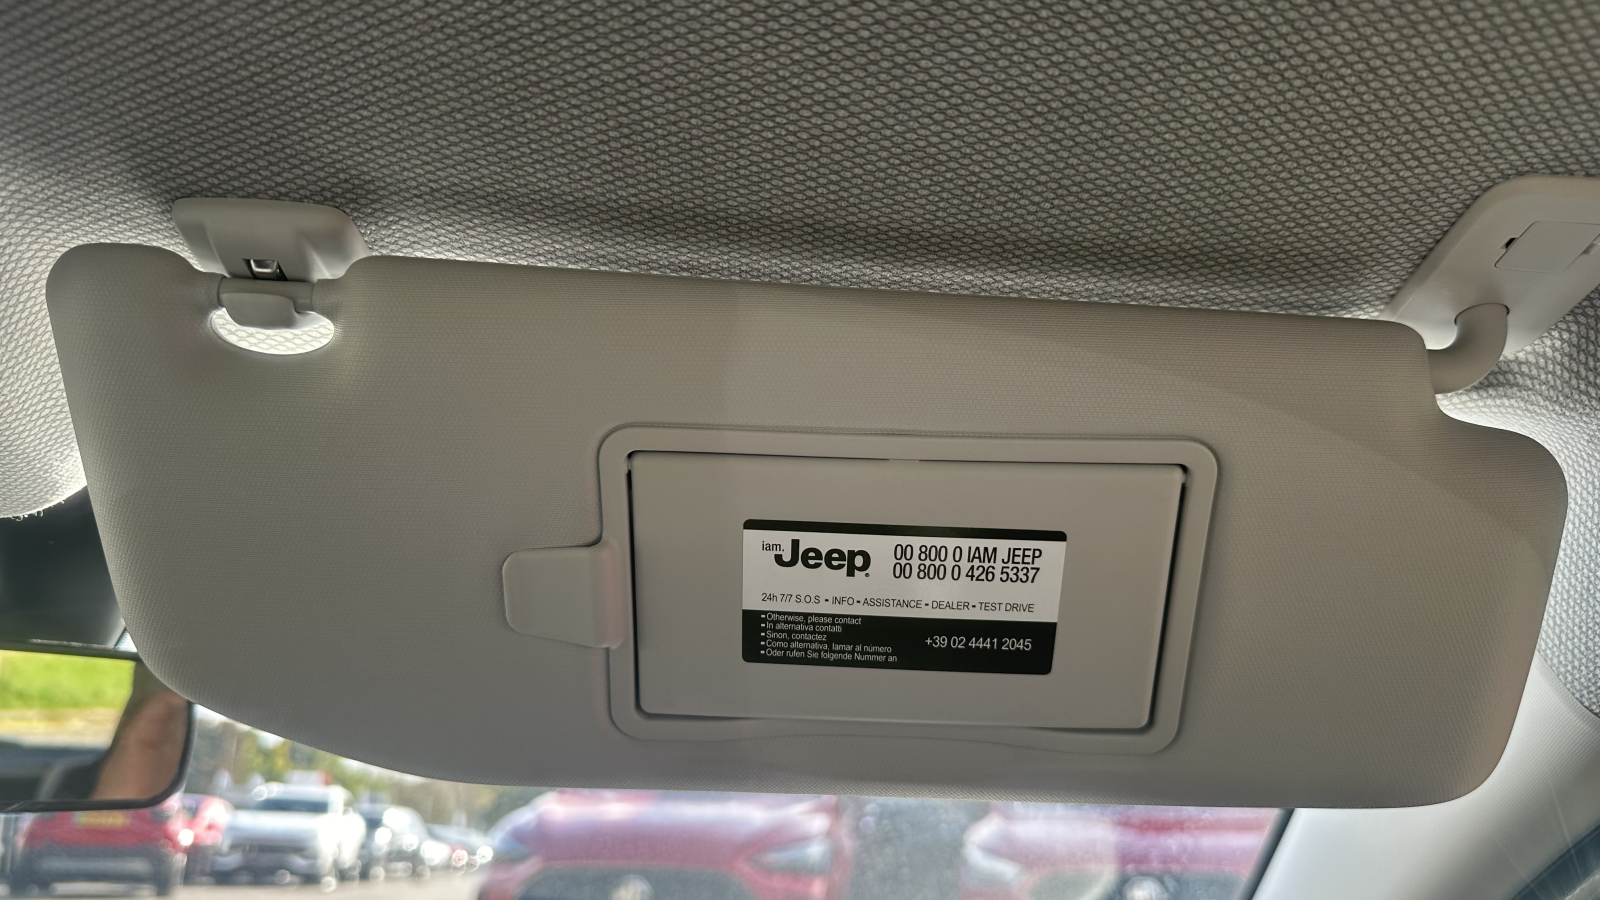 iam.Jeep
00 800 0 IAM JEEP
00 800 0 426 5337
24h 7/7 S.O.S - INFO - ASSISTANCE - DEALER - TEST DRIVE
- Otherwise, please contact
- In alternativa contatti
- Sinon, contactez
- Como alternativa, lamar al número
- Oder rufen Sie folgende Nummer an
+39 02 4441 2045